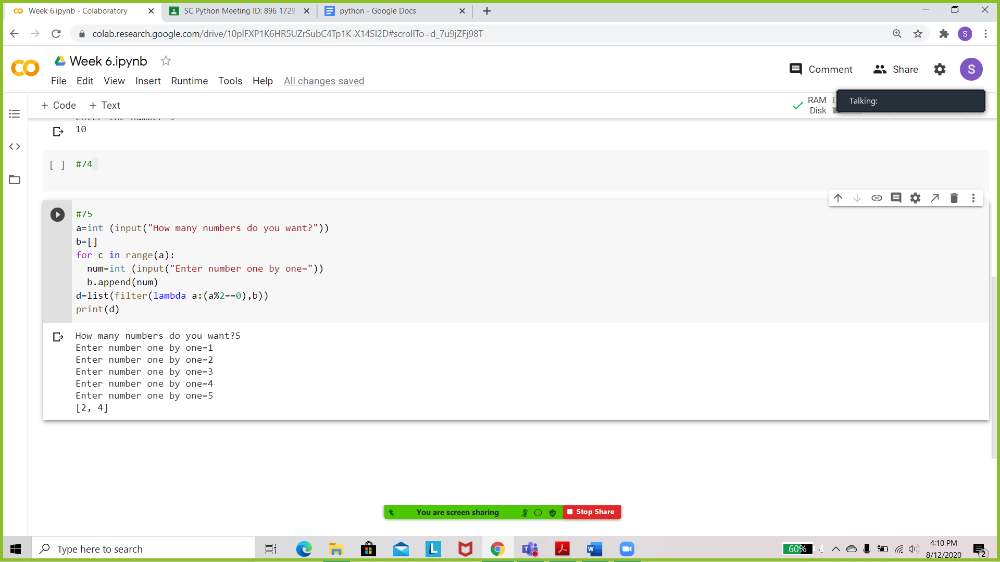 Week 6.ipynb - Colaboratory
SC Python Meeting ID: 896 1729
python - Google Docs
colab.research.google.com/drive/10plFXP1K6HR5UZrSubC4Tp1K-X14SI2D#scrollTo=d_7u9jZFj98T
S
Week 6.ipynb
Comment
Share
S
File Edit View Insert Runtime Tools Help All changes saved
+ Code + Text
RAM
Disk
Talking:
Enter the number
10
[ ] #74
#75
a=int (input("How many numbers do you want?"))
b=[]
for c in range(a):
num=int (input("Enter number one by one="))
b.append(num)
d=list(filter(lambda a:(a%2==0),b))
print(d)
How many numbers do you want?5
Enter number one by one=1
Enter number one by one=2
Enter number one by one=3
Enter number one by one=4
Enter number one by one=5
[2, 4]
You are screen sharing
Stop Share
Type here to search
60%
4:10 PM
8/12/2020
2